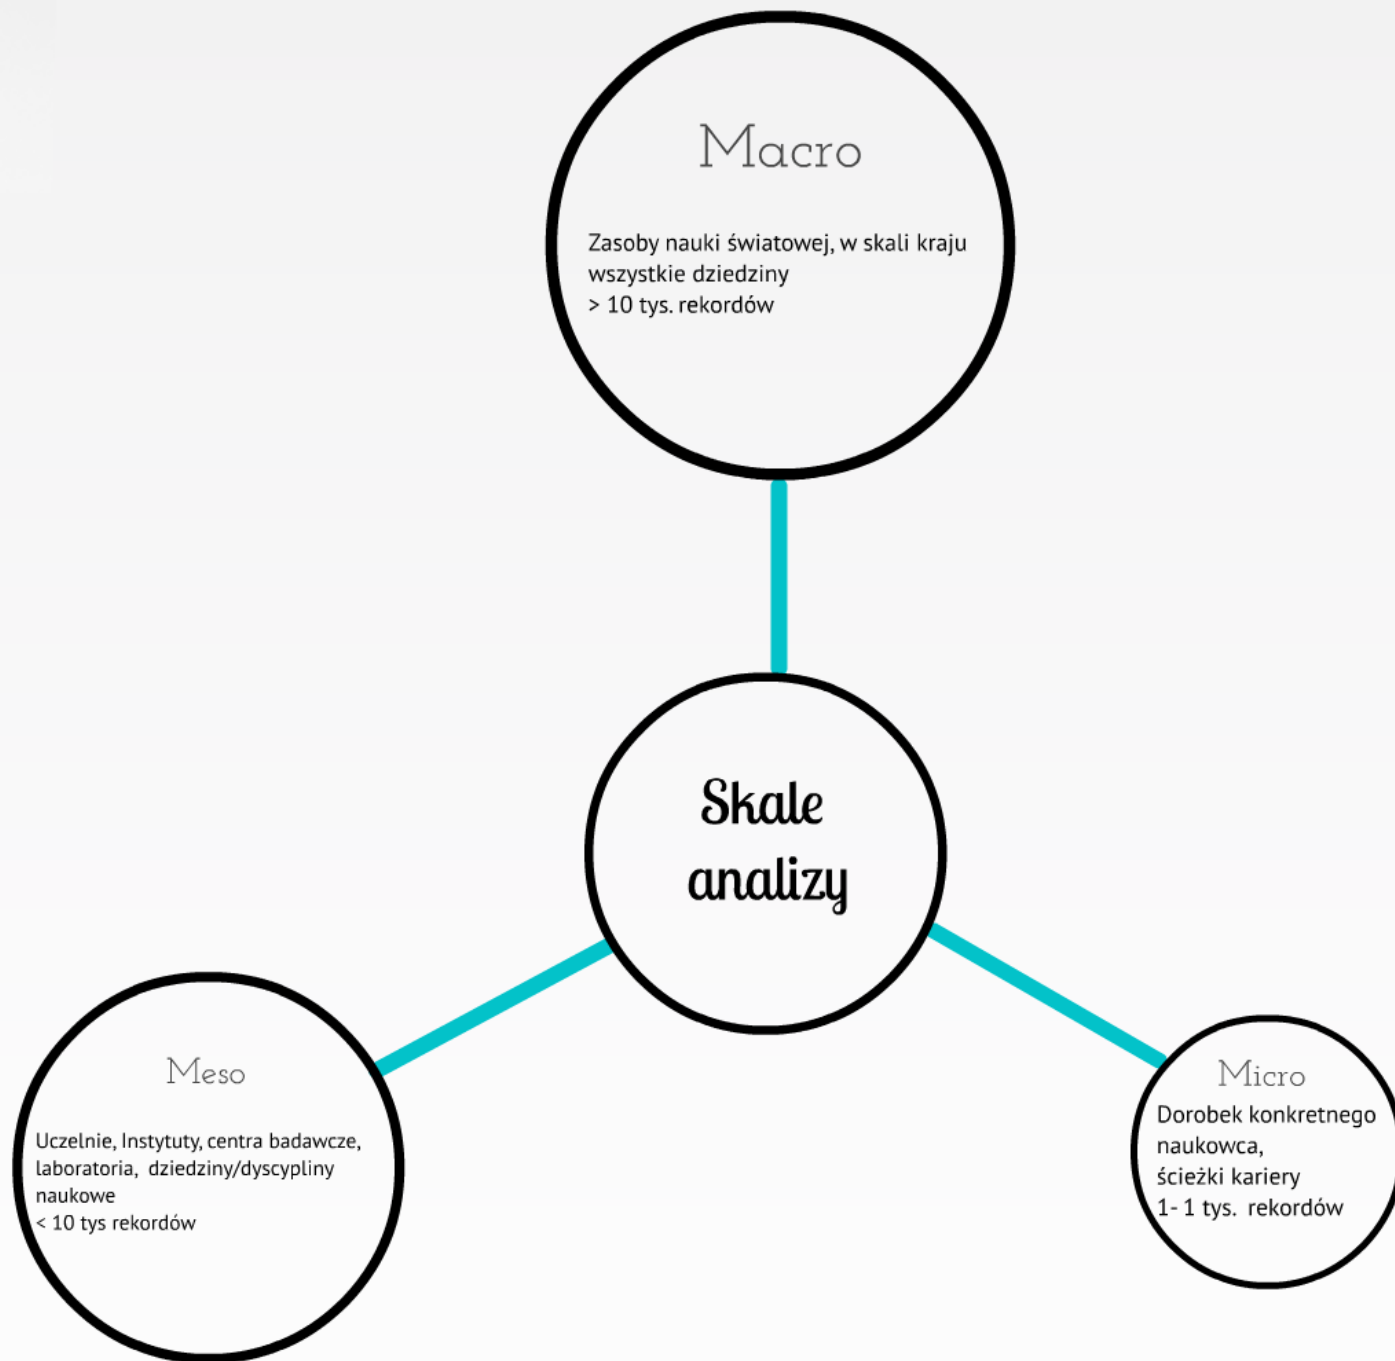 Macro
Zasoby nauki światowej, w skali kraju
wszystkie dziedziny
> 10 tys. rekordów
Skale
analizy
Meso
Uczelnie, Instytuty, centra badawcze,
laboratoria, dziedziny/dyscypliny
naukowe
< 10 tys rekordów
Micro
Dorobek konkretnego
naukowca,
ścieżki kariery
1- 1 tys. rekordów